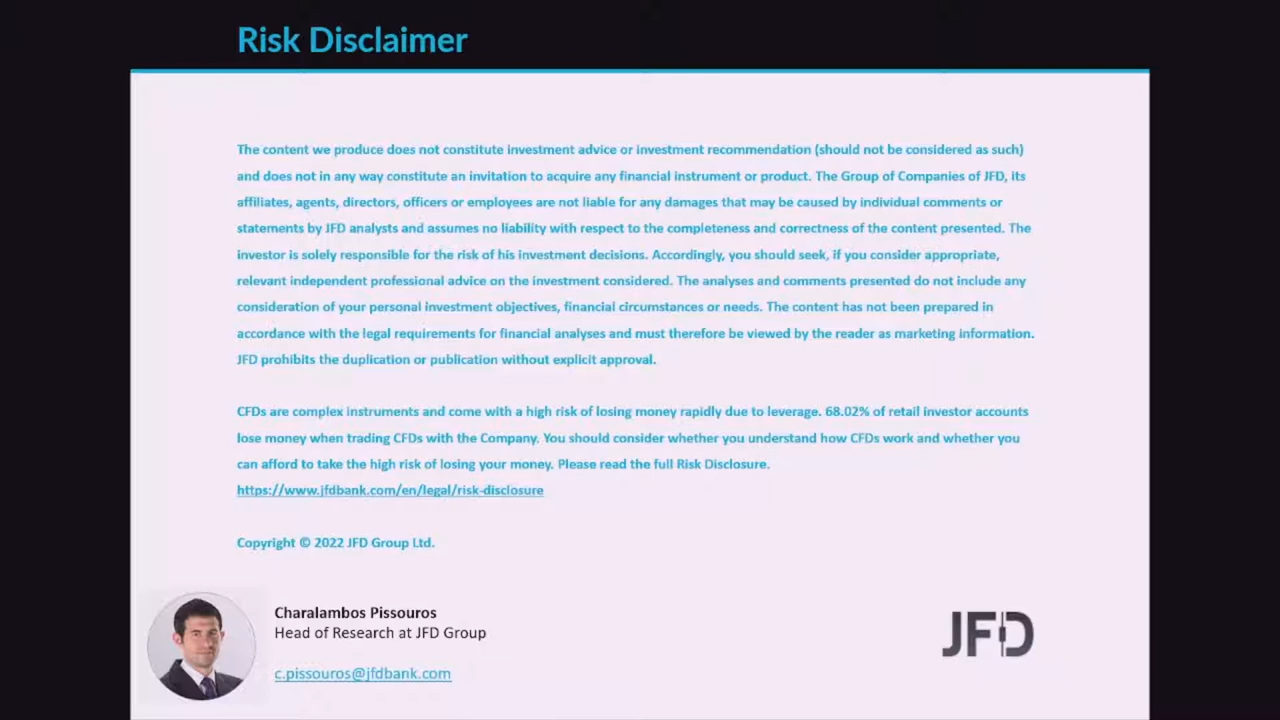 Risk Disclaimer
The content we produce does not constitute investment advice or investment recommendation (should not be considered as such)
and does not in any way constitute an invitation to acquire any financial instrument or product. The Group of Companies of JFD, its
affiliates, agents, directors, officers or employees are not liable for any damages that may be caused by individual comments or
statements by JFD analysts and assumes no liability with respect to the completeness and correctness of the content presented. The
investor is solely responsible for the risk of his investment decisions. Accordingly, you should seek, if you consider appropriate,
relevant independent professional advice on the investment considered. The analyses and comments presented do not include any
consideration of your personal investment objectives, financial circumstances or needs. The content has not been prepared in
accordance with the legal requirements for financial analyses and must therefore be viewed by the reader as marketing information.
JFD prohibits the duplication or publication without explicit approval.
CFDs are complex instruments and come with a high risk of losing money rapidly due to leverage. 68.02% of retail investor accounts
lose money when trading CFDs with the Company. You should consider whether you understand how CFDs work and whether you
can afford to take the high risk of losing your money. Please read the full Risk Disclosure.
https://www.jfdbank.com/en/legal/risk-disclosure
Copyright © 2022 JFD Group Ltd.
Charalambos Pissouros
Head of Research at JFD Group
c.pissouros@jfdbank.com
JFD